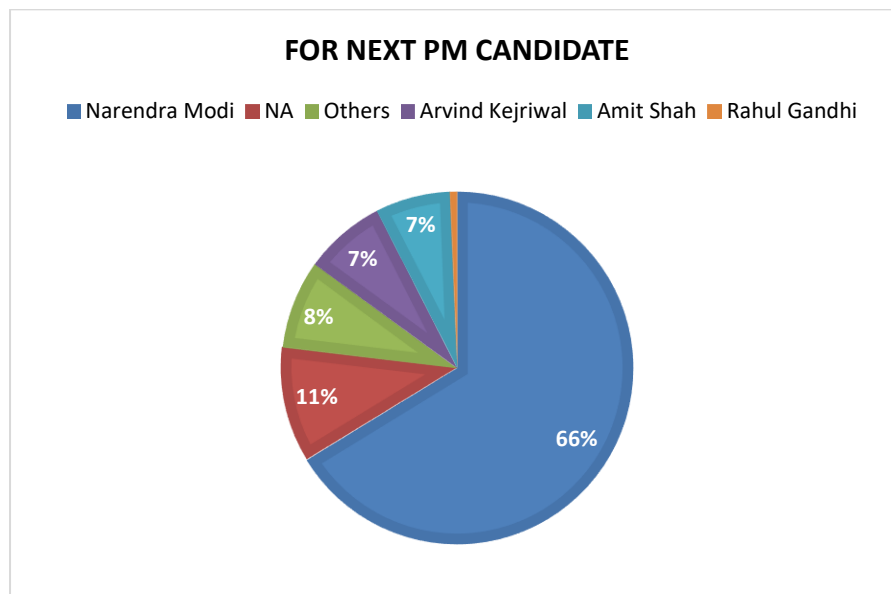 FOR NEXT PM CANDIDATE
Narendra Modi NA Others Arvind Kejriwal Amit Shah Rahul Gandhi
7%
7%
8%
11%
66%